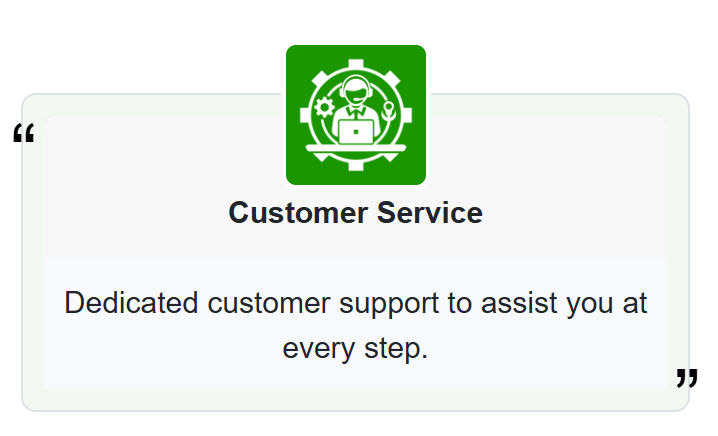 “
Customer Service
Dedicated customer support to assist you at
every step.
”